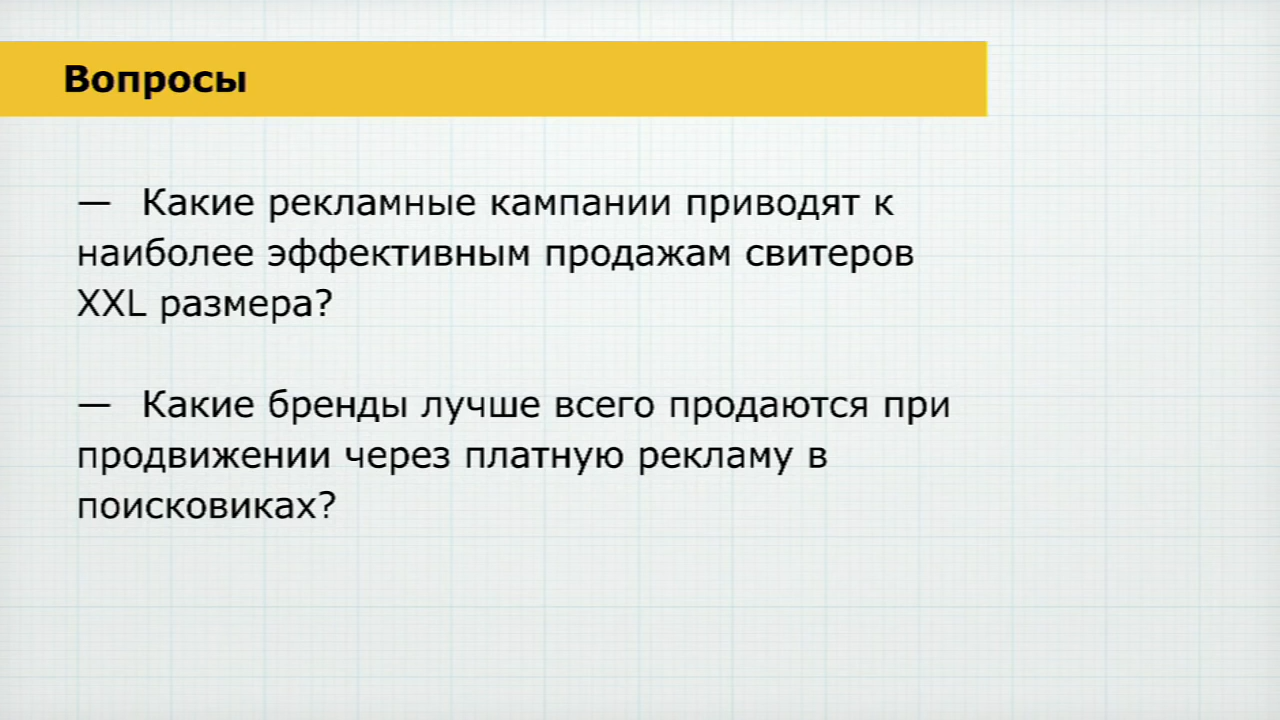 Вопросы
— Какие рекламные кампании приводят к
наиболее эффективным продажам свитеров
XXL размера?
— Какие бренды лучше всего продаются при
продвижении через платную рекламу в
поисковиках?